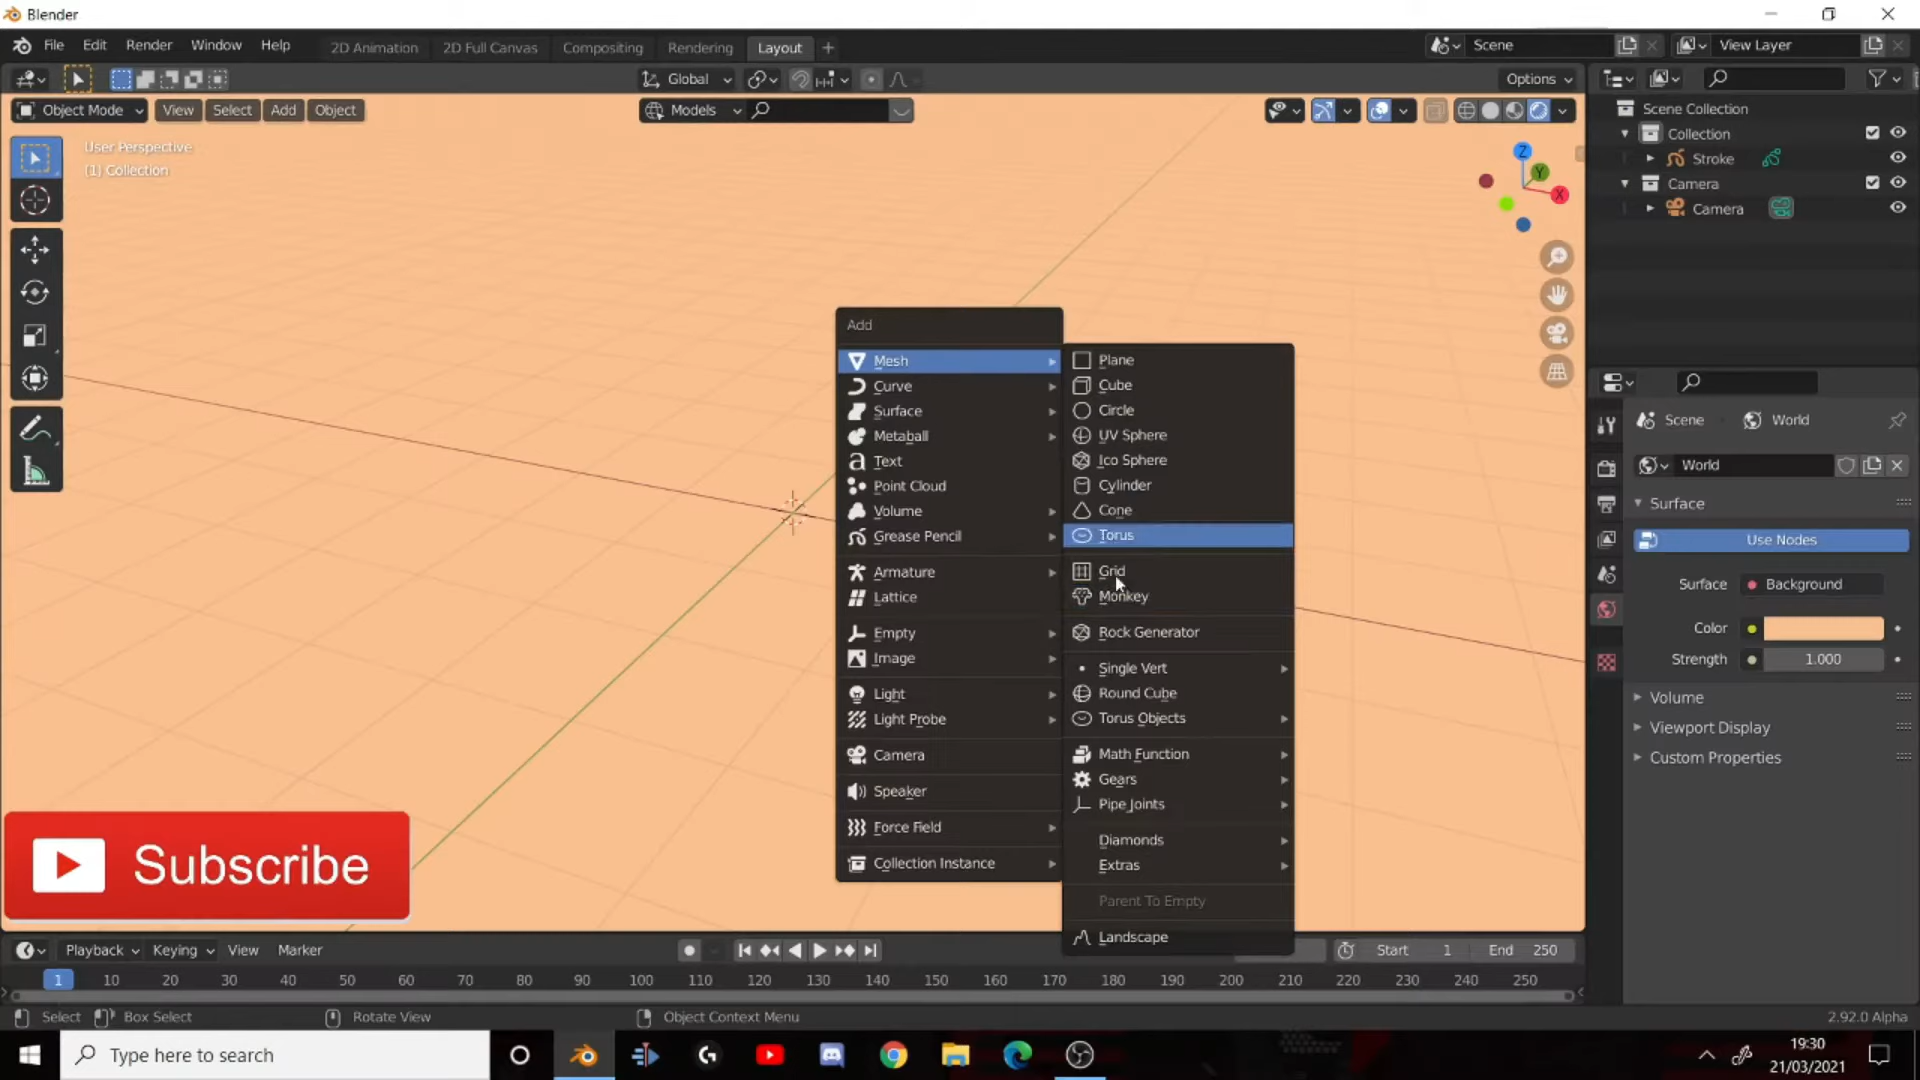 Blender
File Edit Render Window Help 2D Animation 2D Full Canvas Compositing Rendering Layout + Scene View Layer
Global Options
Object Mode View Select Add Object Models
User Perspective
(1) Collection
Z
Y
X
Scene Collection
Collection
Stroke
Camera
Camera
Add
Mesh
Curve
Surface
Metaball
Text
Point Cloud
Volume
Grease Pencil
Armature
Lattice
Empty
Image
Light
Light Probe
Camera
Speaker
Force Field
Collection Instance
Plane
Cube
Circle
UV Sphere
Ico Sphere
Cylinder
Cone
Torus
Grid
Monkey
Rock Generator
Single Vert
Round Cube
Torus Objects
Math Function
Gears
Pipe Joints
Diamonds
Extras
Parent To Empty
Landscape
Scene World
World
Surface
Use Nodes
Surface Background
Color
Strength 1.000
Volume
Viewport Display
Custom Properties
Subscribe
Playback Keying View Marker Start 1 End 250
1 10 20 30 40 50 60 70 80 90 100 110 120 130 140 150 160 170 180 190 200 210 220 230 240 250
Select Box Select Rotate View Object Context Menu 2.92.0 Alpha
Type here to search
19:30
21/03/2021